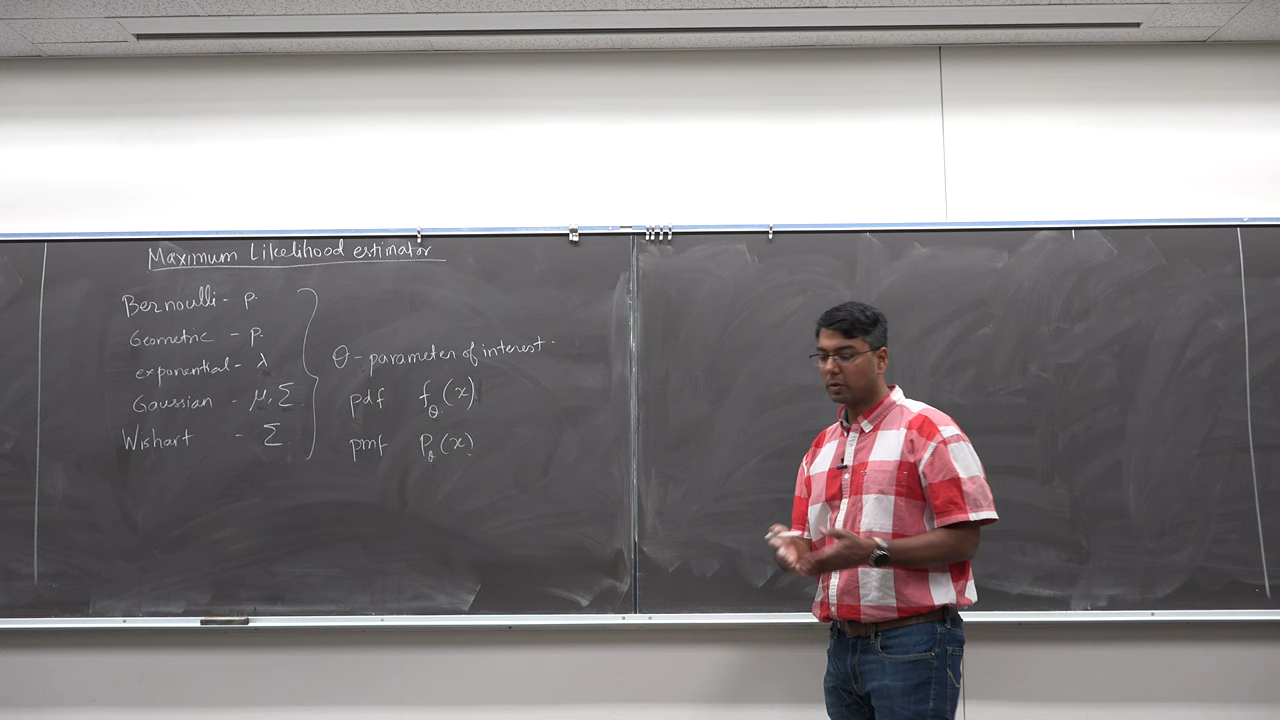 Maximum Likelihood estimator
Bernoulli - p.
Geometric - p.
exponential - λ
Gaussian - μ, Σ.
Wishart - Σ.
θ - parameter of interest.
pdf f_θ(x)
pmf P_θ(x)